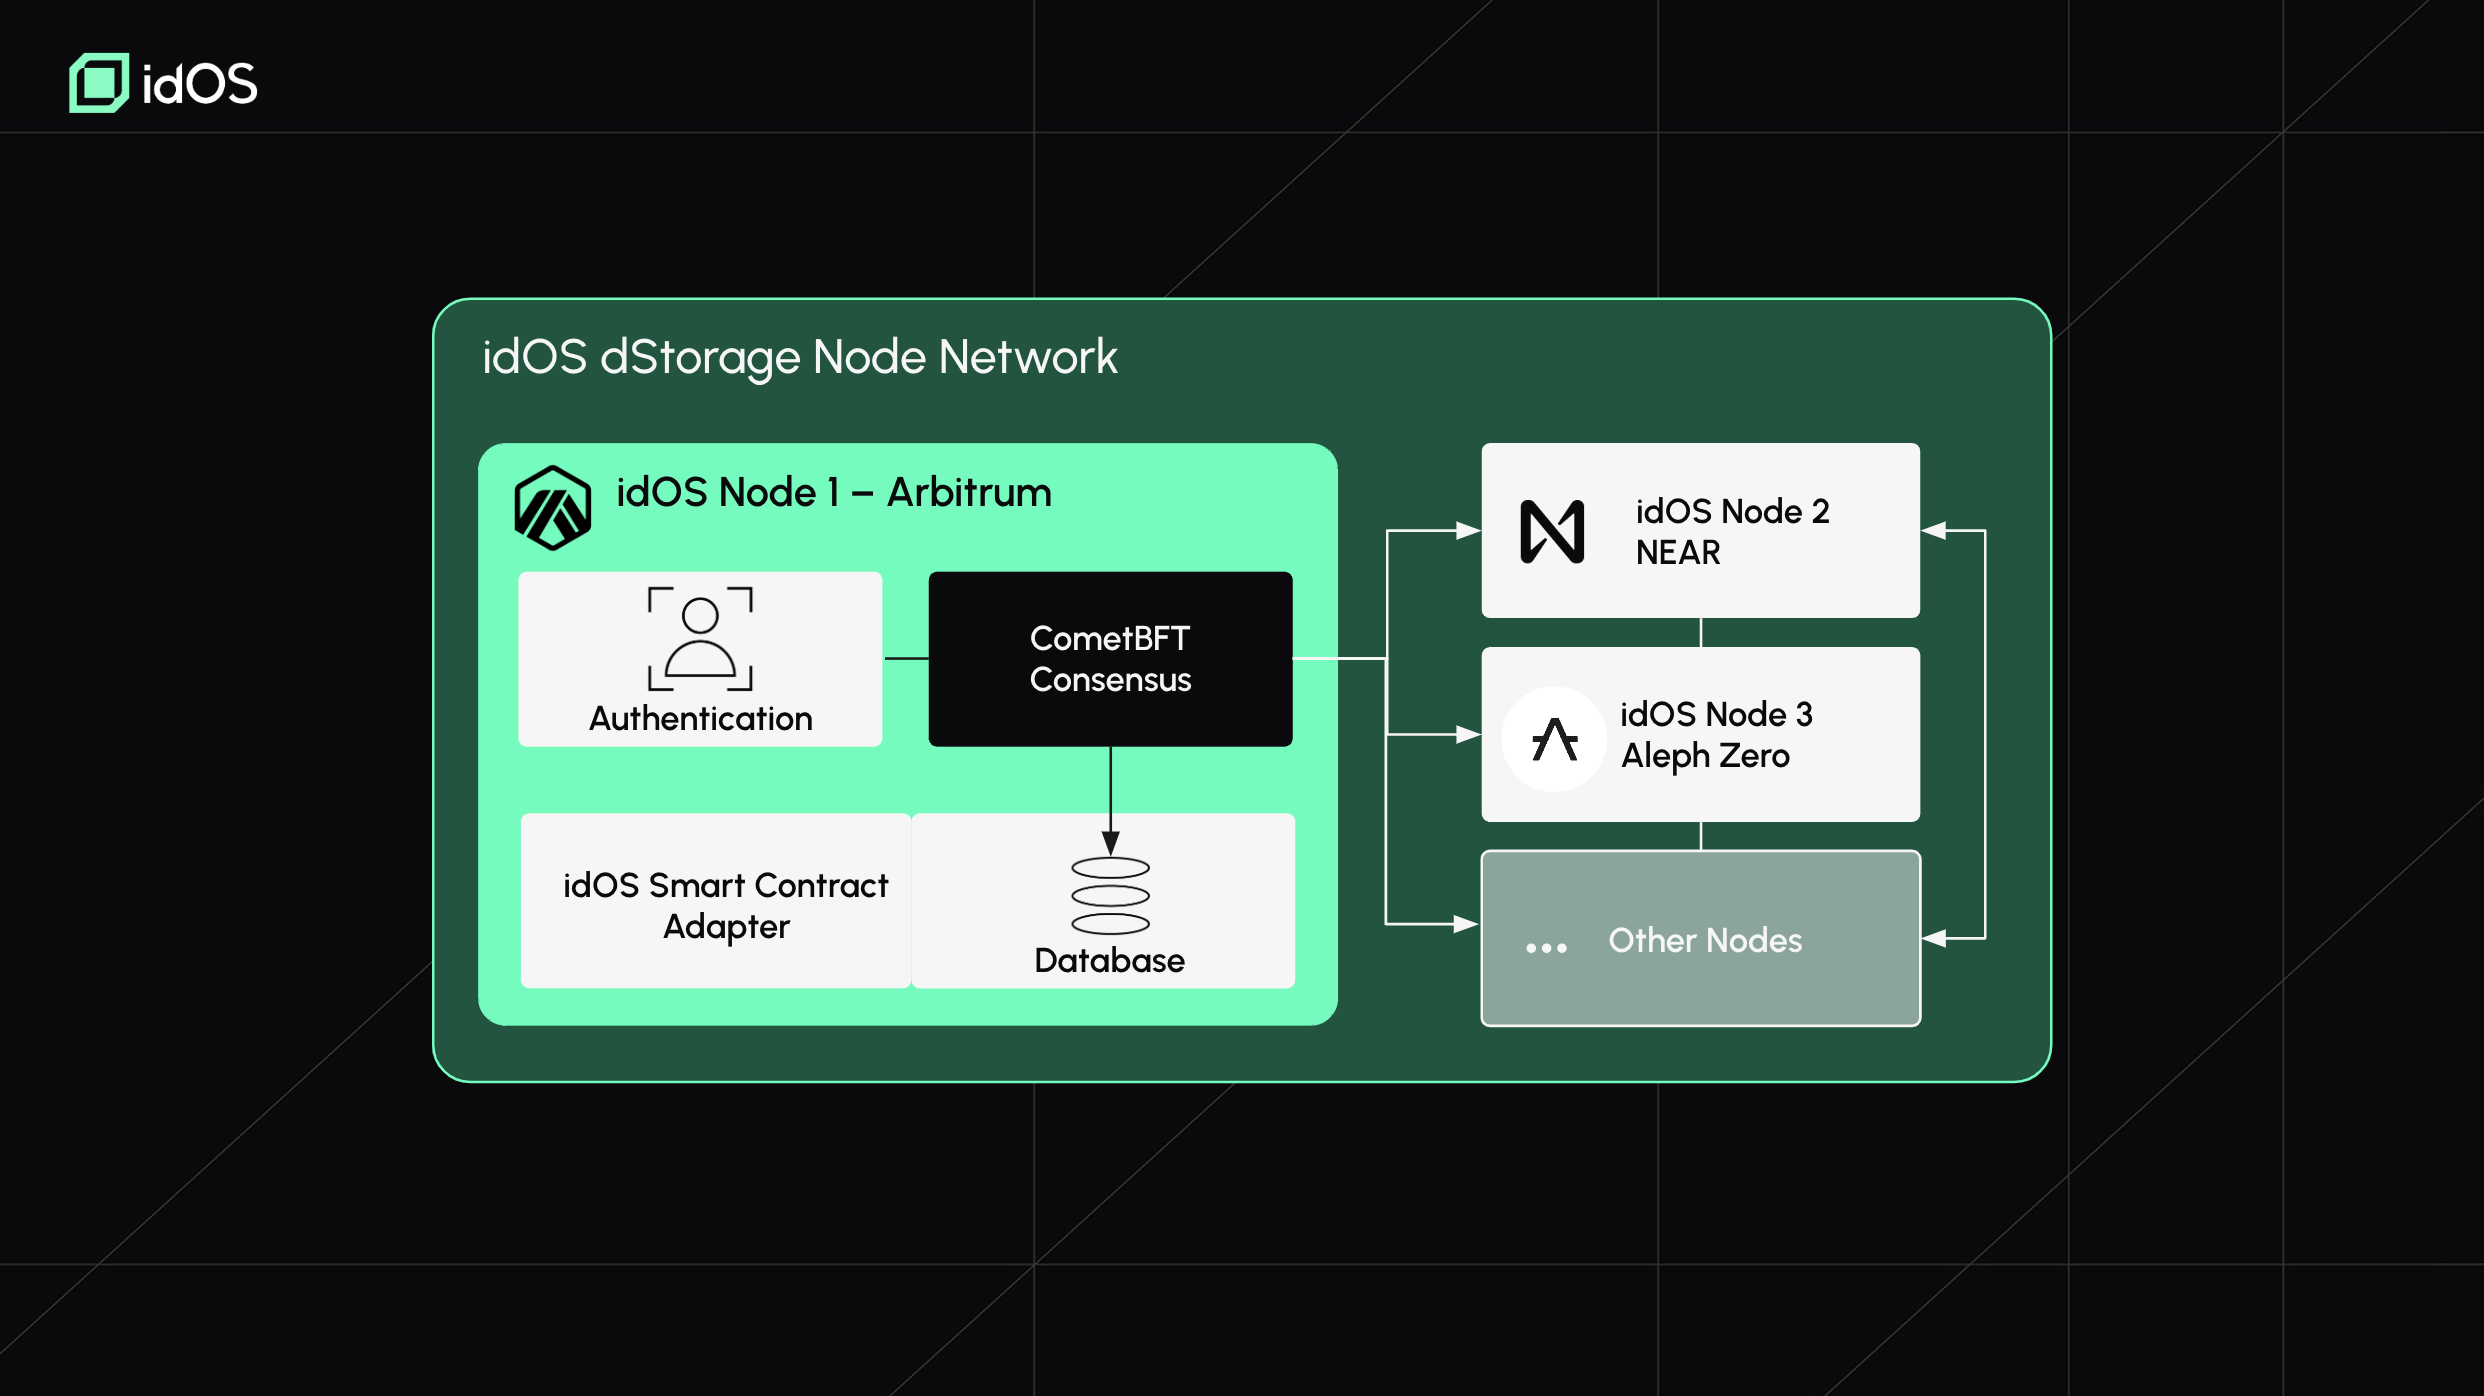 idOS
idOS dStorage Node Network
idOS Node 1 – Arbitrum
Authentication
CometBFT
Consensus
idOS Smart Contract
Adapter
Database
idOS Node 2
NEAR
idOS Node 3
Aleph Zero
... Other Nodes